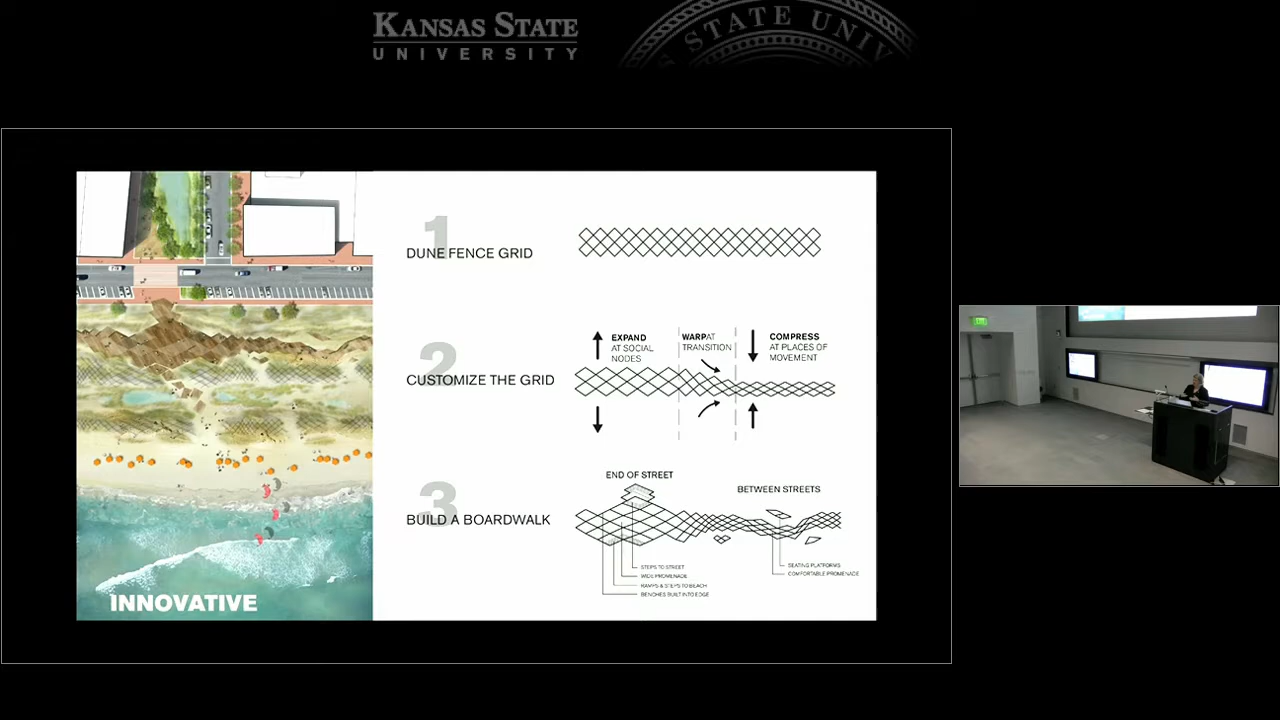 KANSAS STATE
UNIVERSITY
STATE UNIV
1
DUNE FENCE GRID
2
CUSTOMIZE THE GRID
EXPAND
AT SOCIAL
NODES
WARP AT
TRANSITION
COMPRESS
AT PLACES OF
MOVEMENT
3
BUILD A BOARDWALK
END OF STREET
BETWEEN STREETS
STEPS TO STREET
WIDE PROMENADE
RAMPS & STEPS TO BEACH
BENCHES BUILT INTO EDGE
SEATING PLATFORMS
COMFORTABLE PROMENADE
INNOVATIVE